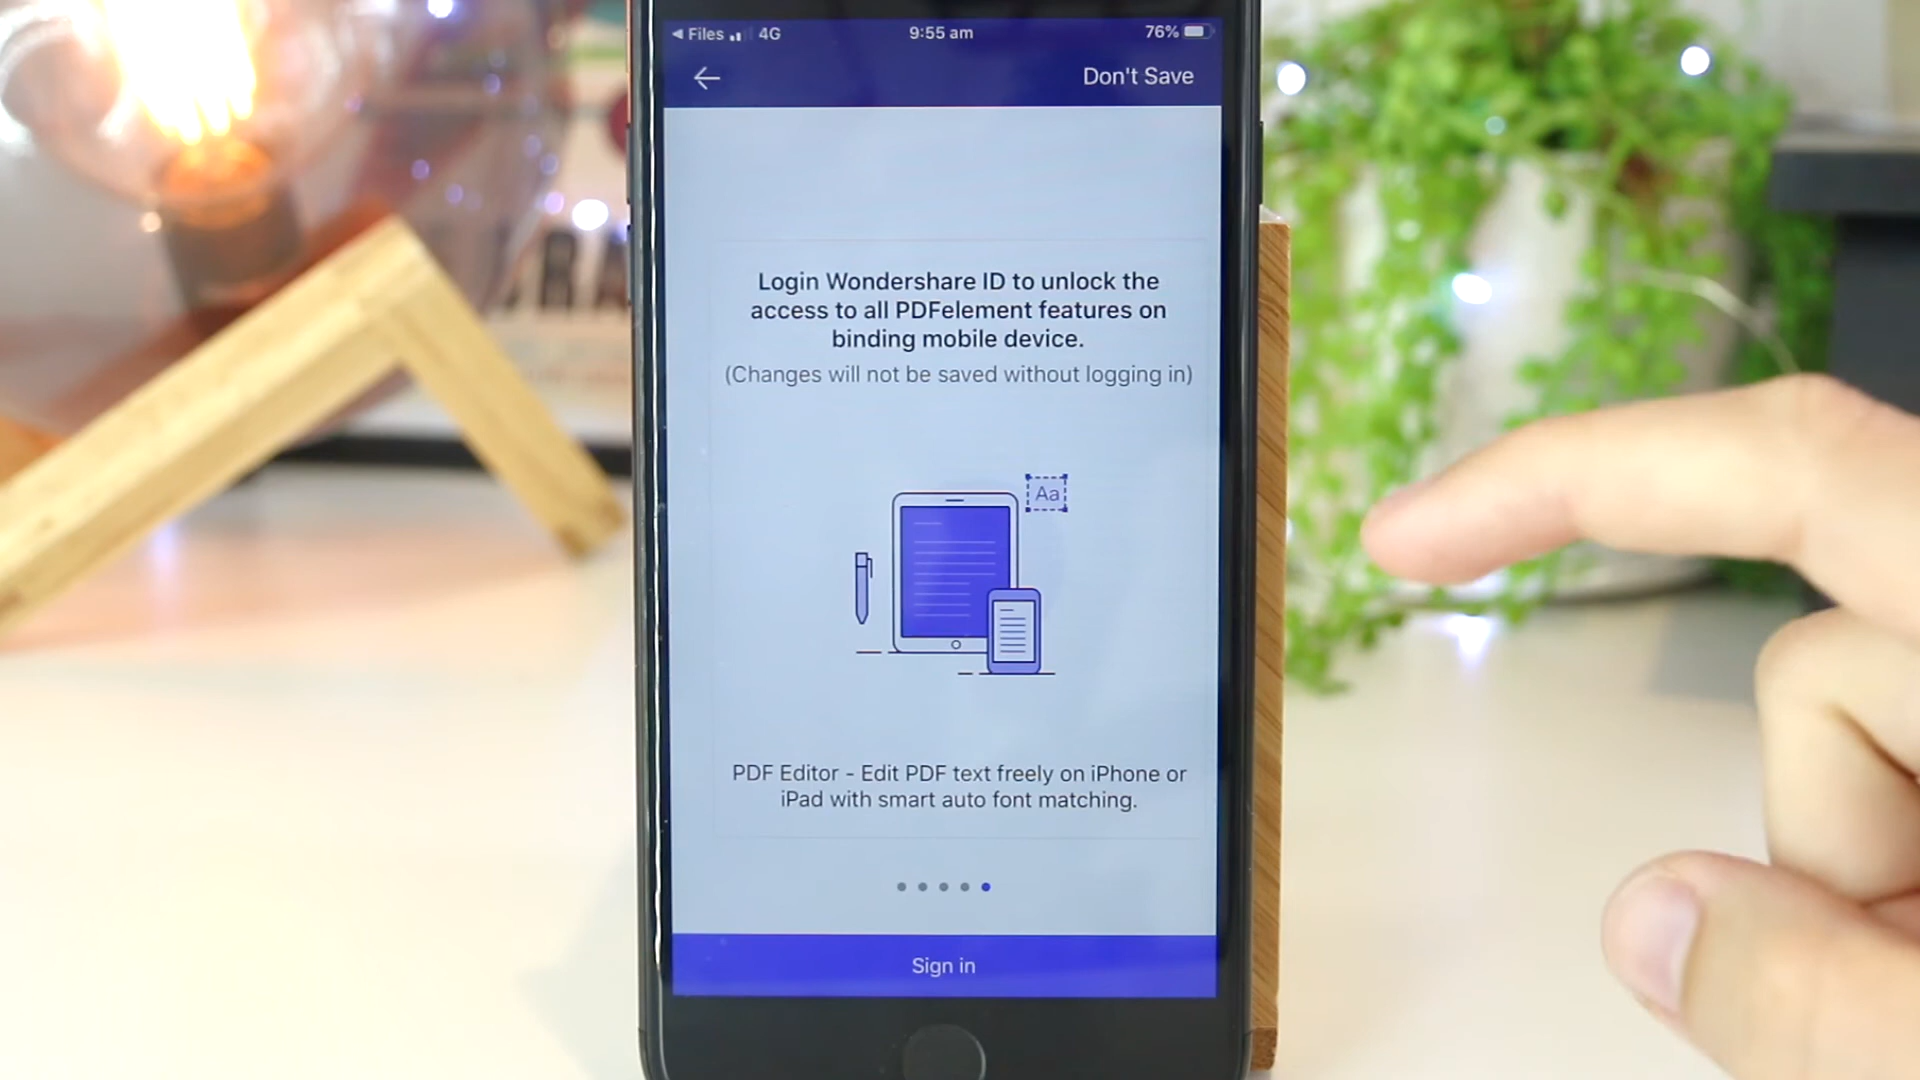 Files 4G 9:55 am 76%
Don't Save
Login Wondershare ID to unlock the
access to all PDFelement features on
binding mobile device.
(Changes will not be saved without logging in)
Aa
PDF Editor - Edit PDF text freely on iPhone or
iPad with smart auto font matching.
Sign in